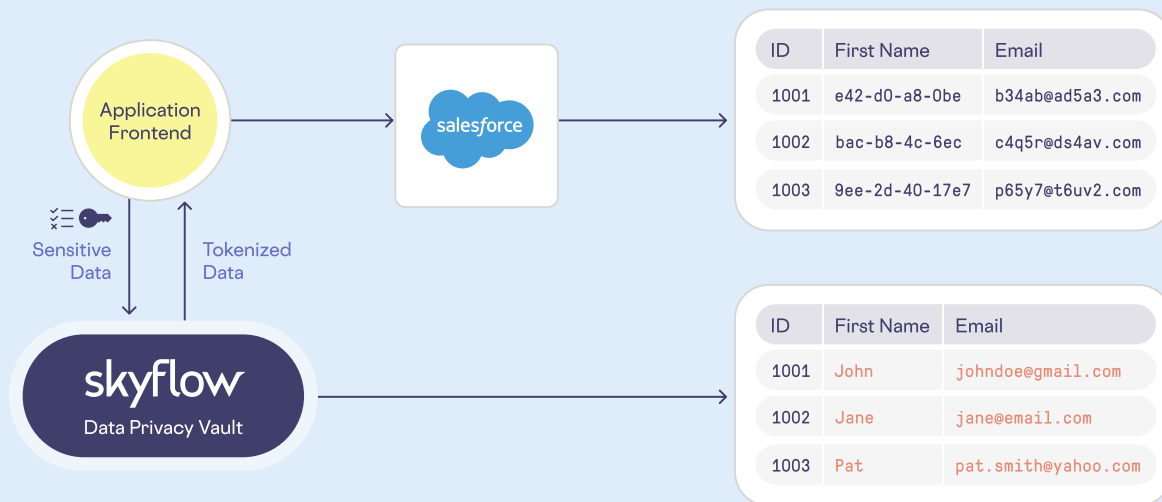 Application
Frontend
salesforce
Sensitive
Data
Tokenized
Data
skyflow
Data Privacy Vault
ID First Name Email
1001 e42-d0-a8-0be b34ab@ad5a3.com
1002 bac-b8-4c-6ec c4q5r@ds4av.com
1003 9ee-2d-40-17e7 p65y7@t6uv2.com
ID First Name Email
1001 John johndoe@gmail.com
1002 Jane jane@email.com
1003 Pat pat.smith@yahoo.com